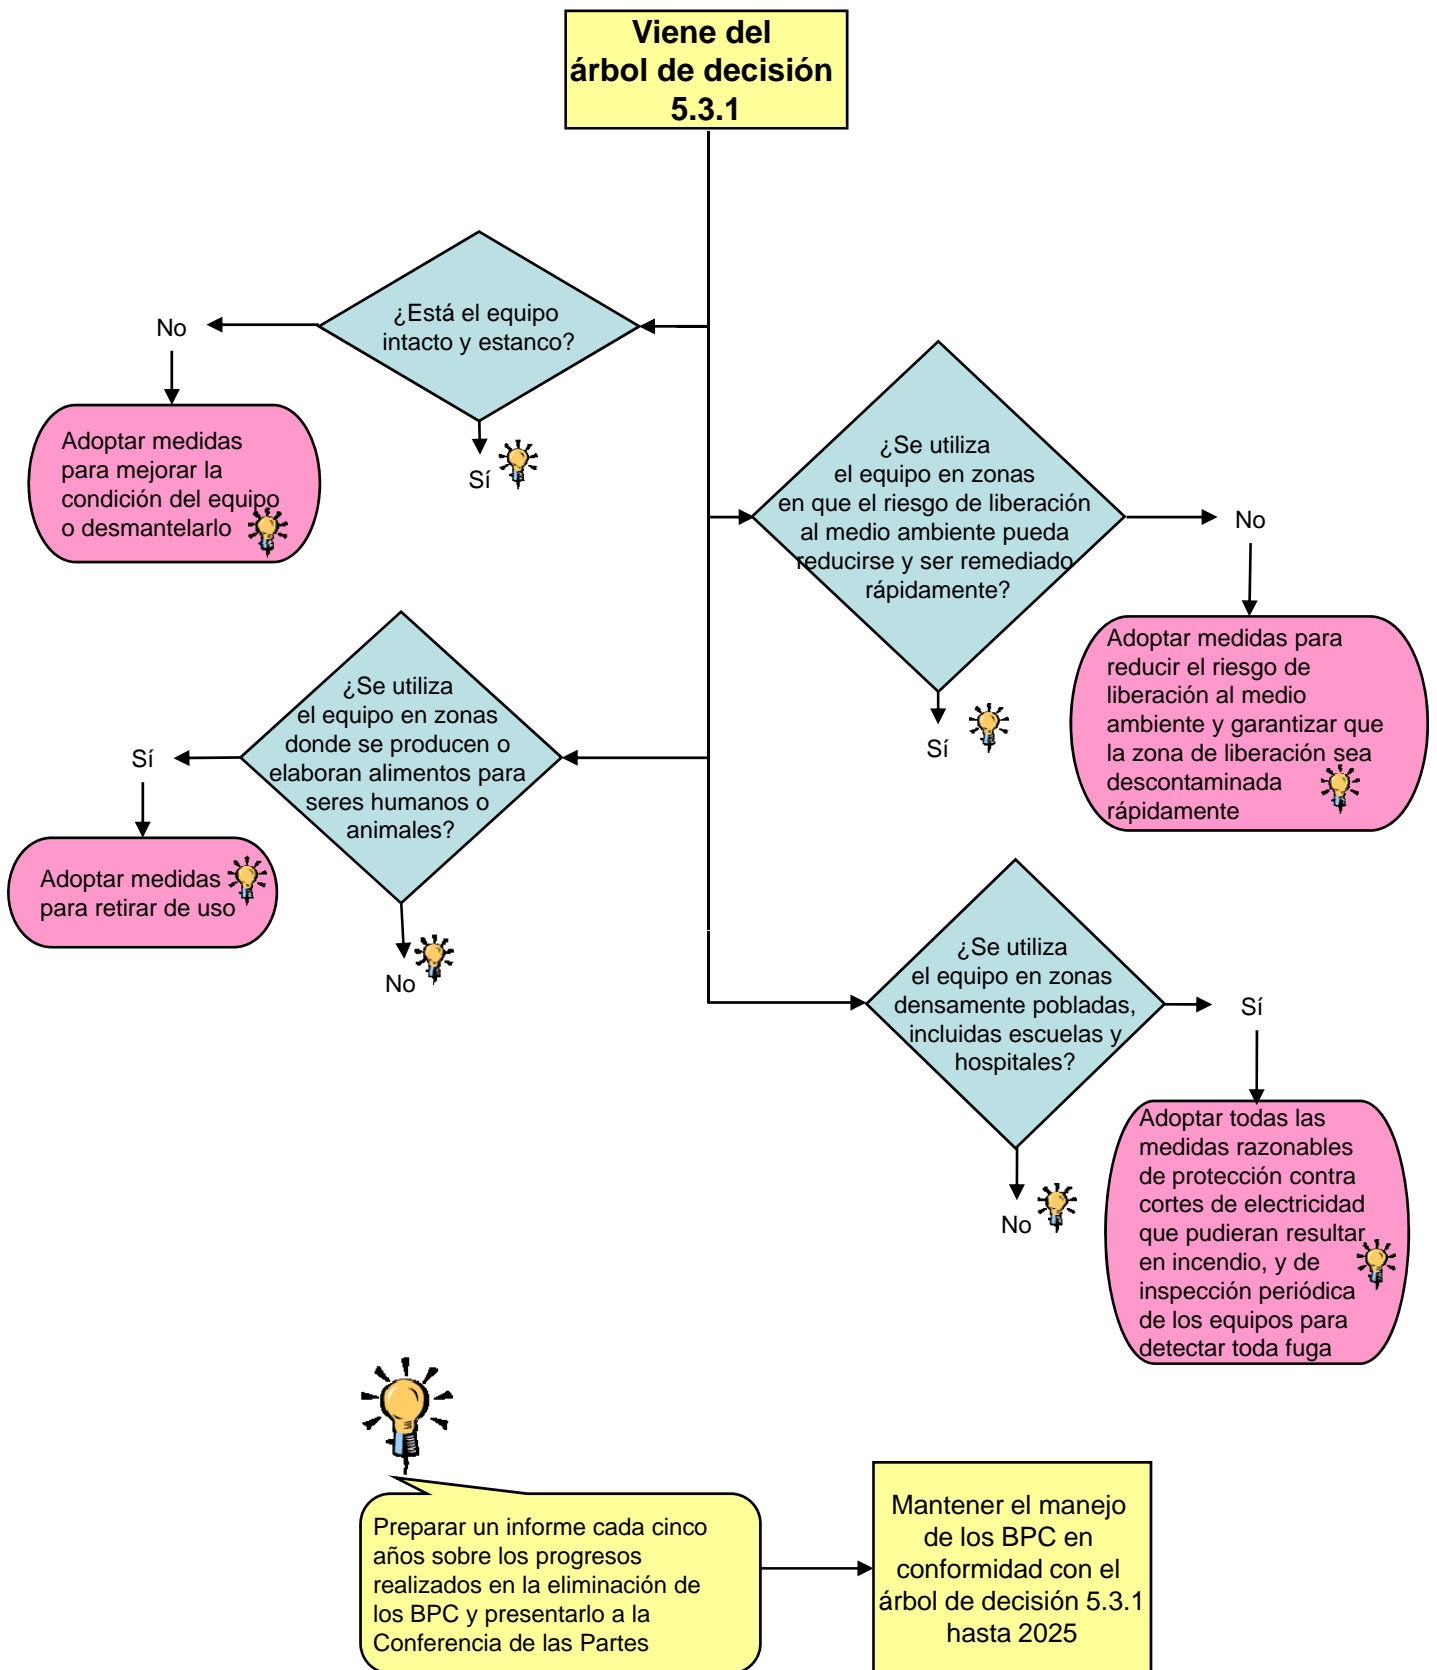 Viene del
árbol de decisión
5.3.1
¿Está el equipo
intacto y estanco?
No
Sí
Adoptar medidas
para mejorar la
condición del equipo
o desmantelarlo
¿Se utiliza
el equipo en zonas
en que el riesgo de liberación
al medio ambiente pueda
reducirse y ser remediado
rápidamente?
No
Sí
Adoptar medidas para
reducir el riesgo de
liberación al medio
ambiente y garantizar que
la zona de liberación sea
descontaminada
rápidamente
¿Se utiliza
el equipo en zonas
donde se producen o
elaboran alimentos para
seres humanos o
animales?
Sí
No
Adoptar medidas
para retirar de uso
¿Se utiliza
el equipo en zonas
densamente pobladas,
incluidas escuelas y
hospitales?
Sí
No
Adoptar todas las
medidas razonables
de protección contra
cortes de electricidad
que pudieran resultar
en incendio, y de
inspección periódica
de los equipos para
detectar toda fuga
Preparar un informe cada cinco
años sobre los progresos
realizados en la eliminación de
los BPC y presentarlo a la
Conferencia de las Partes
Mantener el manejo
de los BPC en
conformidad con el
árbol de decisión 5.3.1
hasta 2025